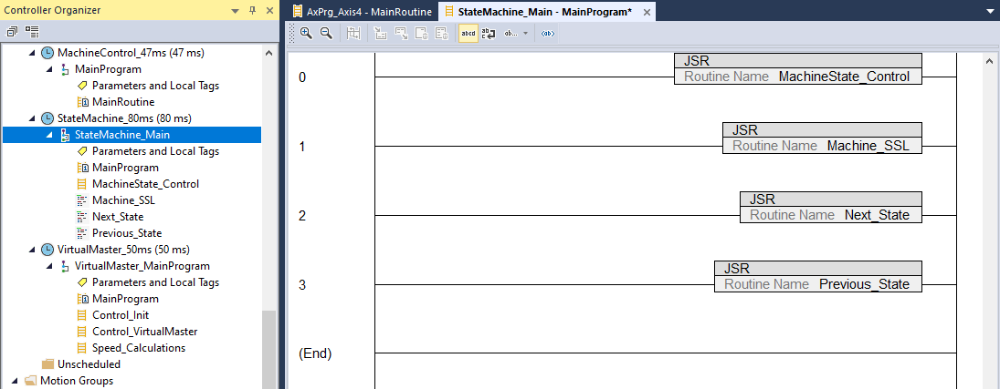 Controller Organizer
MachineControl_47ms (47 ms)
MainProgram
Parameters and Local Tags
MainRoutine
StateMachine_80ms (80 ms)
StateMachine_Main
Parameters and Local Tags
MainProgram
MachineState_Control
Machine_SSL
Next_State
Previous_State
VirtualMaster_50ms (50 ms)
VirtualMaster_MainProgram
Parameters and Local Tags
MainProgram
Control_Init
Control_VirtualMaster
Speed_Calculations
Unscheduled
Motion Groups
AxPrg_Axis4 - MainRoutine
StateMachine_Main - MainProgram*
abcd
ab...
<ab>
JSR
0
Routine Name MachineState_Control
JSR
1
Routine Name Machine_SSL
JSR
2
Routine Name Next_State
JSR
3
Routine Name Previous_State
(End)